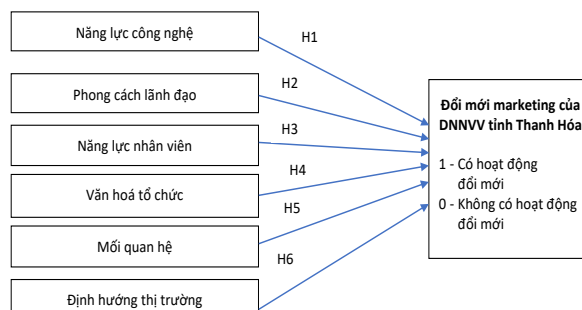 Năng lực công nghệ
H1
Phong cách lãnh đạo
H2
Năng lực nhân viên
H3
Văn hoá tổ chức
H4
Mối quan hệ
H5
Định hướng thị trường
H6
Đổi mới marketing của
DNNVV tỉnh Thanh Hóa
1 - Có hoạt động
đổi mới
0 - Không có hoạt động
đổi mới